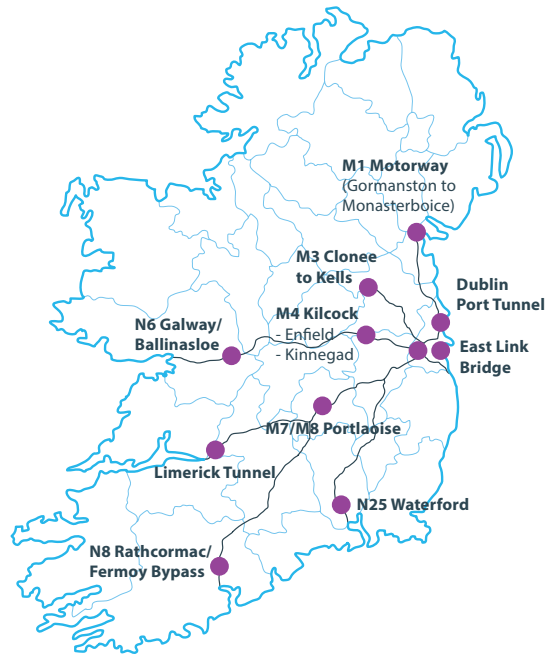 M1 Motorway
(Gormanston to
Monasterboice)
M3 Clonee
to Kells
Dublin
Port Tunnel
M4 Kilcock
- Enfield
- Kinnegad
N6 Galway/
Ballinasloe
East Link
Bridge
M7/M8 Portlaoise
Limerick Tunnel
N25 Waterford
N8 Rathcormac/
Fermoy Bypass